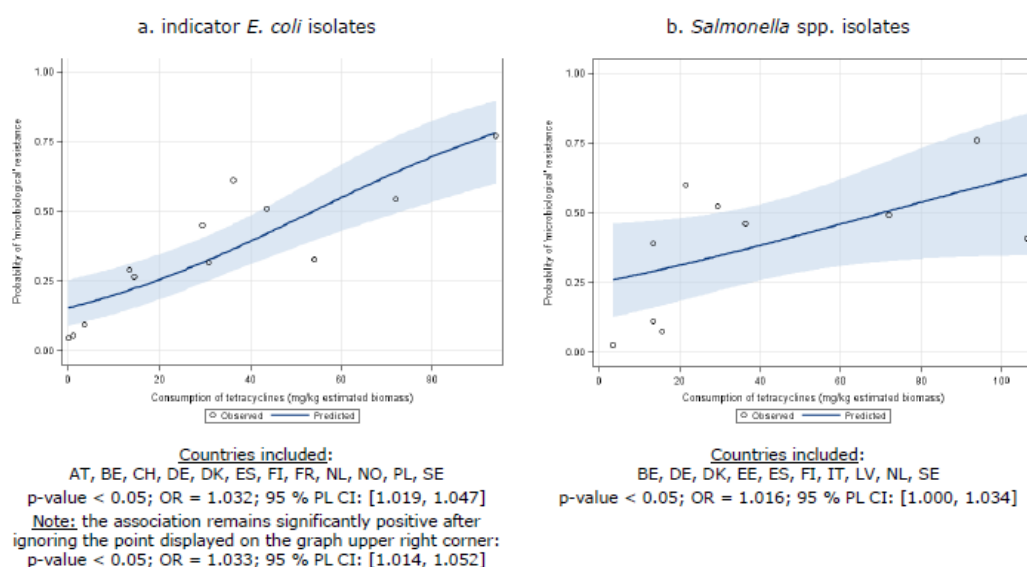 a. indicator E. coli isolates
1.00
0.75
0.50
0.25
0.00
Probability of 'microbiological' resistance
0 20 40 60 80
Consumption of tetracyclines (mg/kg estimated biomass)
Observed Predicted
Countries included:
AT, BE, CH, DE, DK, ES, FI, FR, NL, NO, PL, SE
p-value < 0.05; OR = 1.032; 95 % PL CI: [1.019, 1.047]
Note: the association remains significantly positive after
ignoring the point displayed on the graph upper right corner:
p-value < 0.05; OR = 1.033; 95 % PL CI: [1.014, 1.052]
b. Salmonella spp. isolates
1.00
0.75
0.50
0.25
0.00
Probability of 'microbiological' resistance
0 20 40 60 80 100
Consumption of tetracyclines (mg/kg estimated biomass)
Observed Predicted
Countries included:
BE, DE, DK, EE, ES, FI, IT, LV, NL, SE
p-value < 0.05; OR = 1.016; 95 % PL CI: [1.000, 1.034]